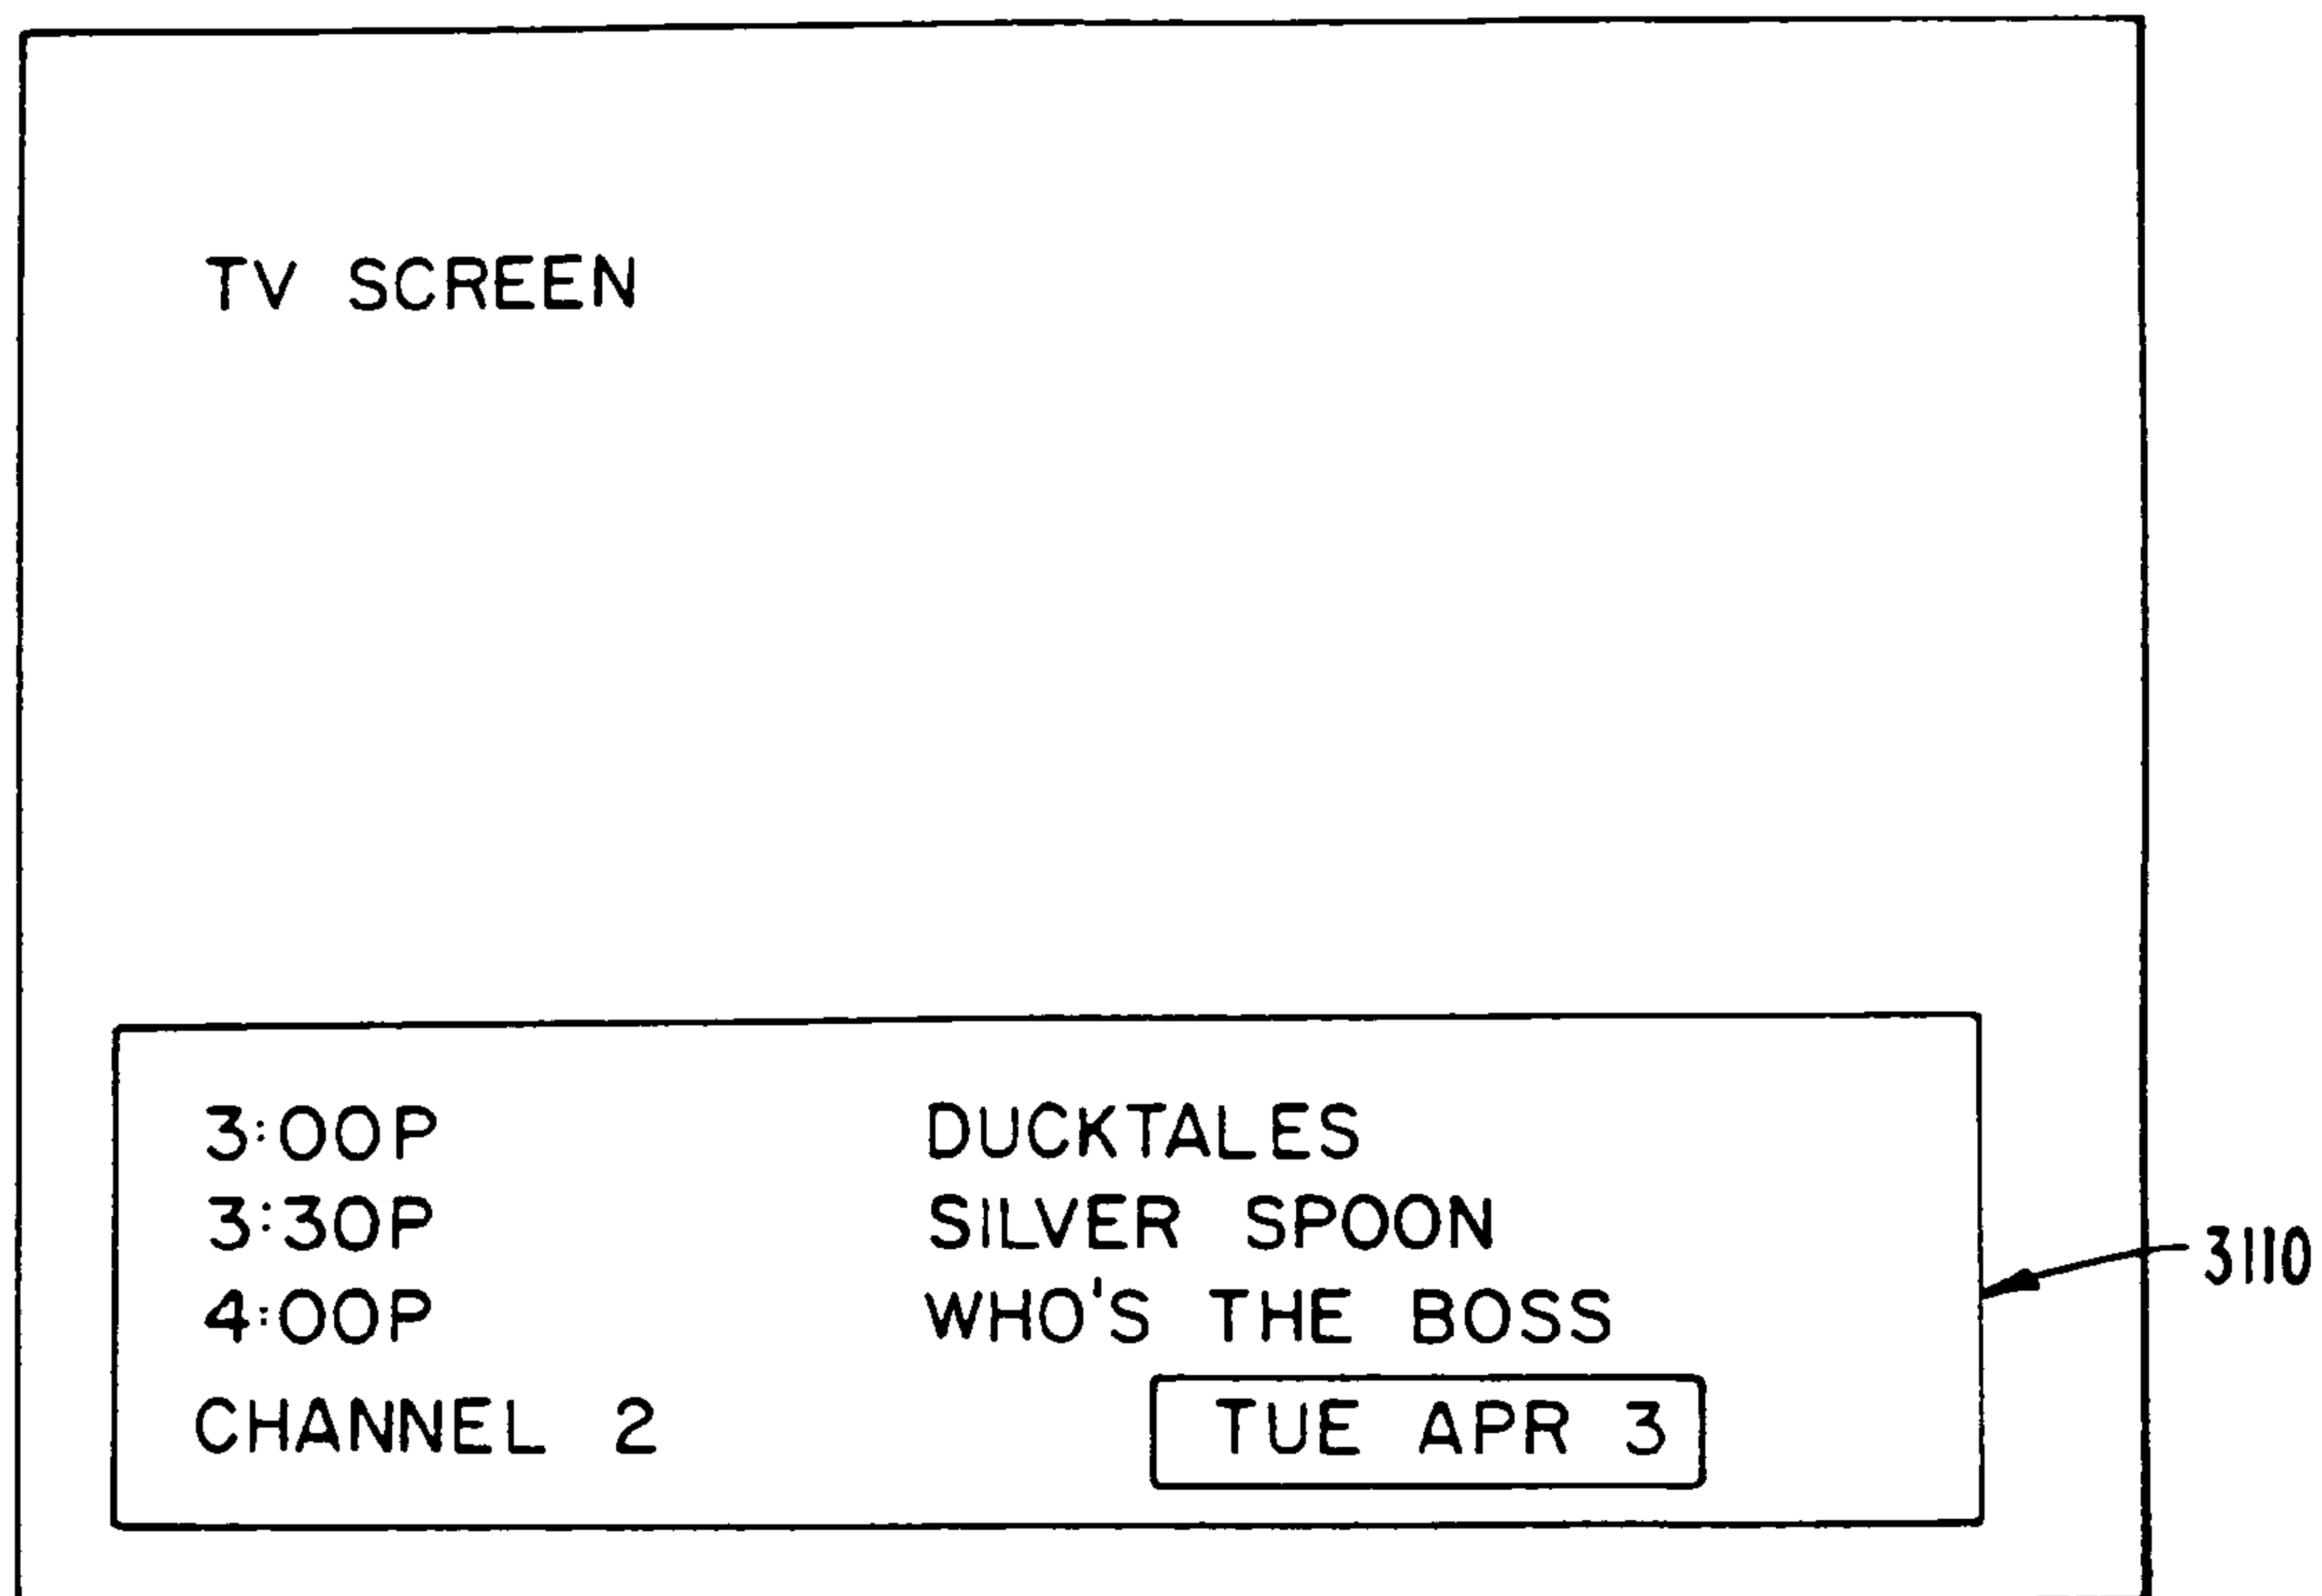 TV SCREEN
3:00P DUCKTALES
3:30P SILVER SPOON
4:00P WHO'S THE BOSS
3110
CHANNEL 2 TUE APR 3